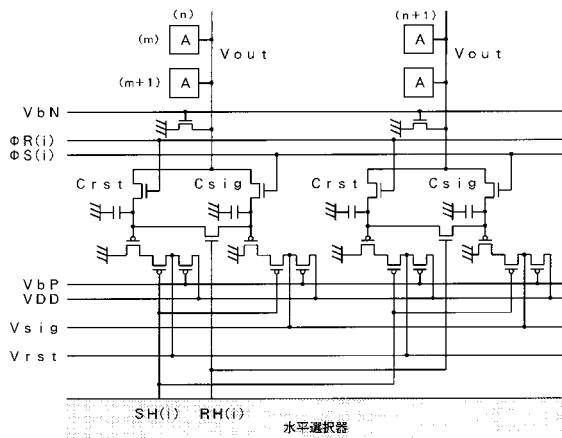 (n)
(n+1)
(m)
A
Vout
A
Vout
(m+1)
A
A
VbN
ΦR(i)
ΦS(i)
Crst
Csig
Crst
Csig
VbP
VDD
Vsig
Vrst
SH(i)
RH(i)
水平選択器